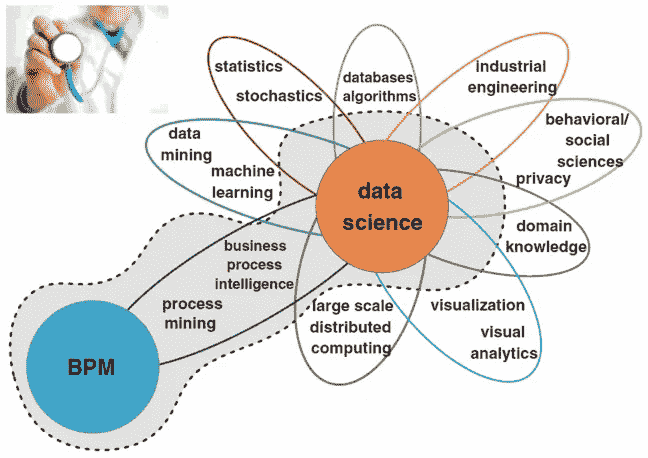 statistics
stochastics
databases
algorithms
industrial
engineering
behavioral/
social
sciences
data
mining
machine
learning
data
science
privacy
domain
knowledge
business
process
intelligence
process
mining
large scale
distributed
computing
visualization
visual
analytics
BPM